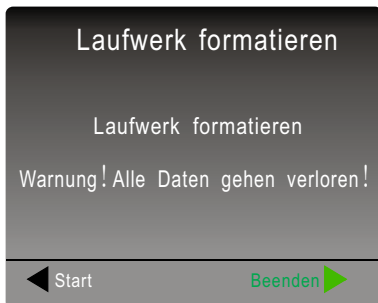 Laufwerk formatieren
Laufwerk formatieren
Warnung! Alle Daten gehen verloren!
Start Beenden